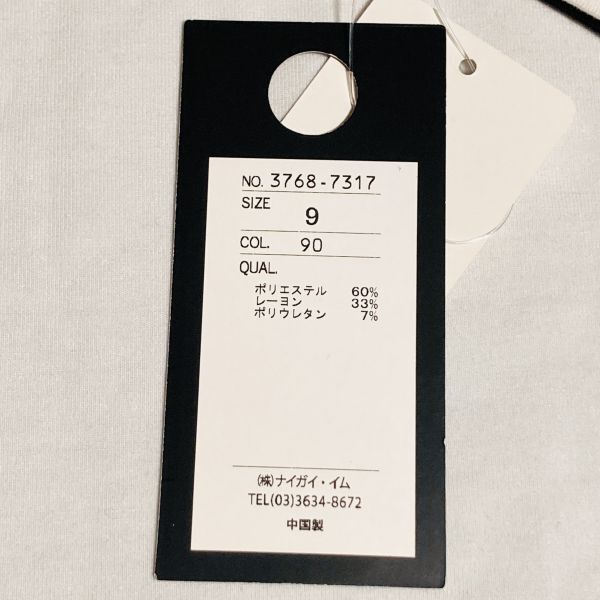 NO. 3768-7317
SIZE
9
COL. 90
QUAL.
ポリエステル 60%
レーヨン 33%
ポリウレタン 7%
(株)ナイガイ・イム
TEL(03)3634-8672
中国製